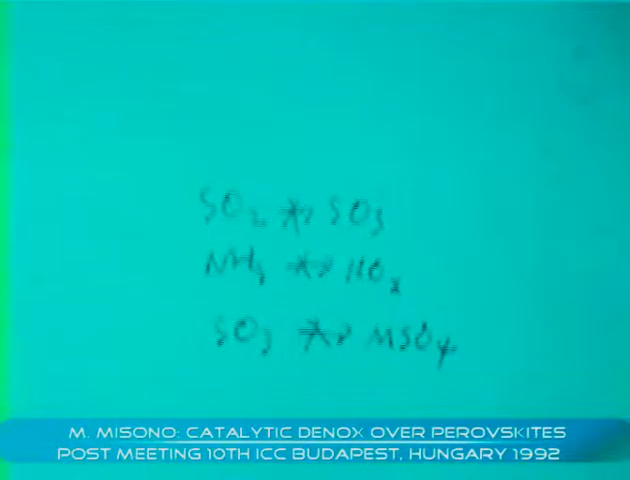 SO₂ ↛ SO₃
NH₃ ↛ NOₓ
SO₃ ↛ MSO₄
M. MISONO: CATALYTIC DENOX OVER PEROVSKITES
POST MEETING 10TH ICC BUDAPEST, HUNGARY 1992